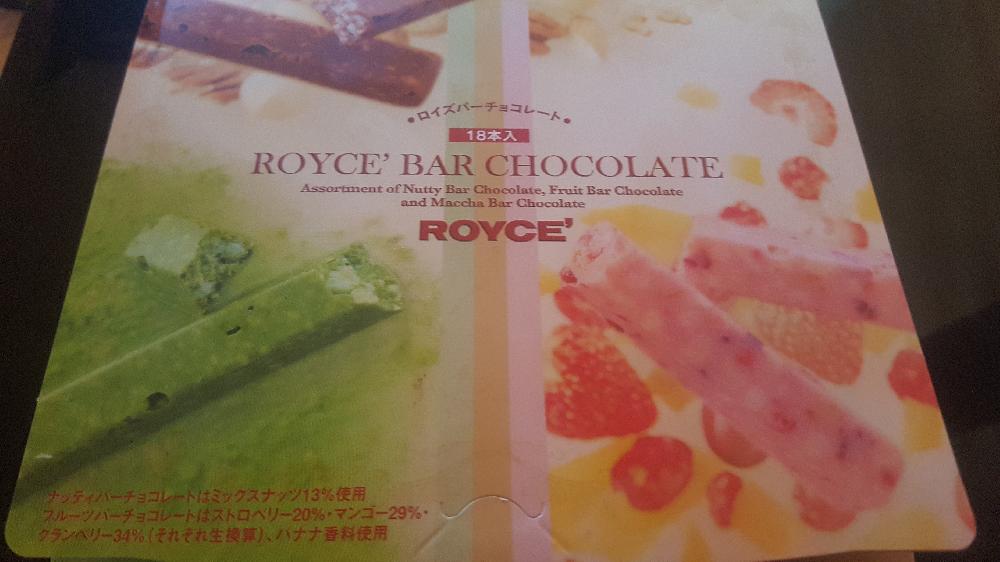 •ロイズバーチョコレート•
18本入
ROYCE' BAR CHOCOLATE
Assortment of Nutty Bar Chocolate, Fruit Bar Chocolate
and Maccha Bar Chocolate
ROYCE'
ナッティバーチョコレートはミックスナッツ13%使用
フルーツバーチョコレートはストロベリー20%・マンゴー29%・
クランベリー34%(それぞれ生換算)、バナナ香料使用